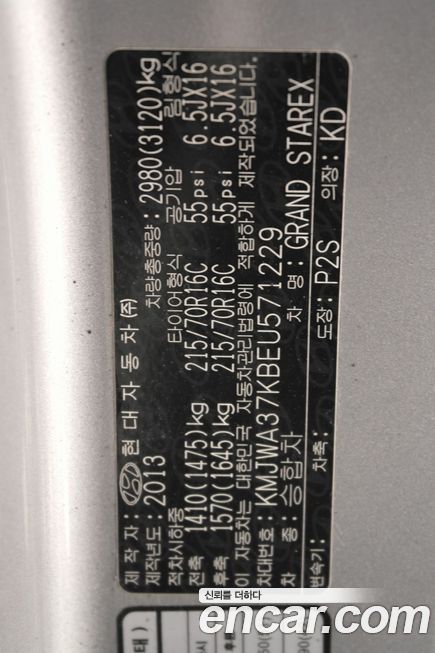 제 작 자 : 현대자동차(주)
제작년도 : 2013 차량총중량: 2980(3120)kg
적차시하중 타이어형식 공기압 림형식
전축 1410(1475)kg 215/70R16C 55psi 6.5JX16
후축 1570(1645)kg 215/70R16C 55psi 6.5JX16
이 자동차는 대한민국 자동차관리법령에 적합하게 제작되었습니다.
차대번호: KMJWA37KBEU571229
차 종: 승합차 차 명: GRAND STAREX
변속기: 차축: 도장: P2S 의장: KD
신뢰를 더하다
encar.com